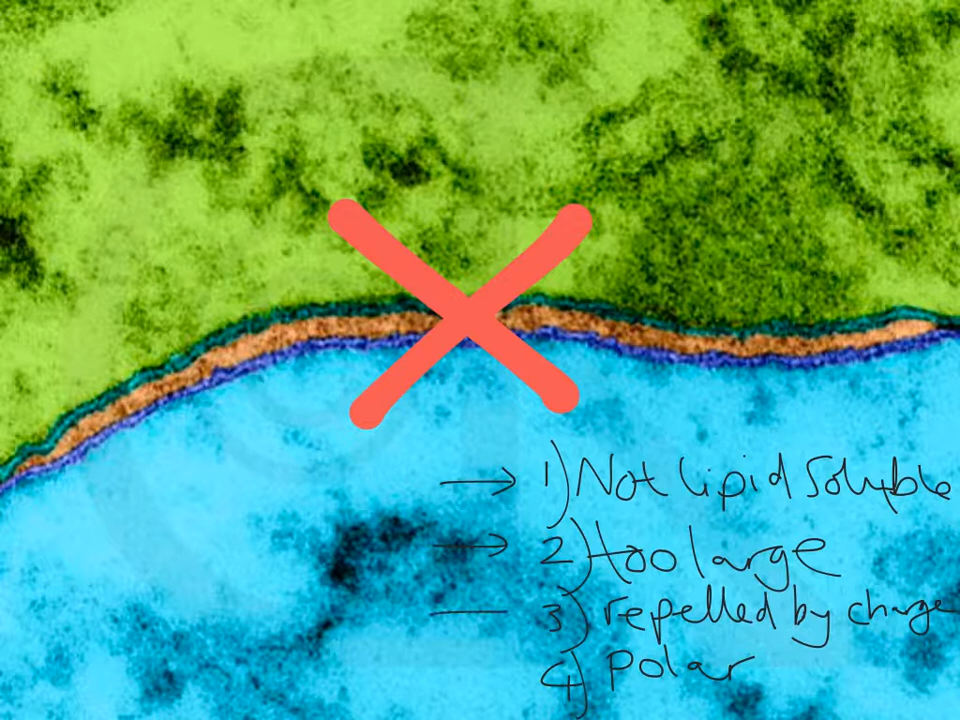 → 1) Not lipid soluble
→ 2) too large
— 3) repelled by charge
4) Polar